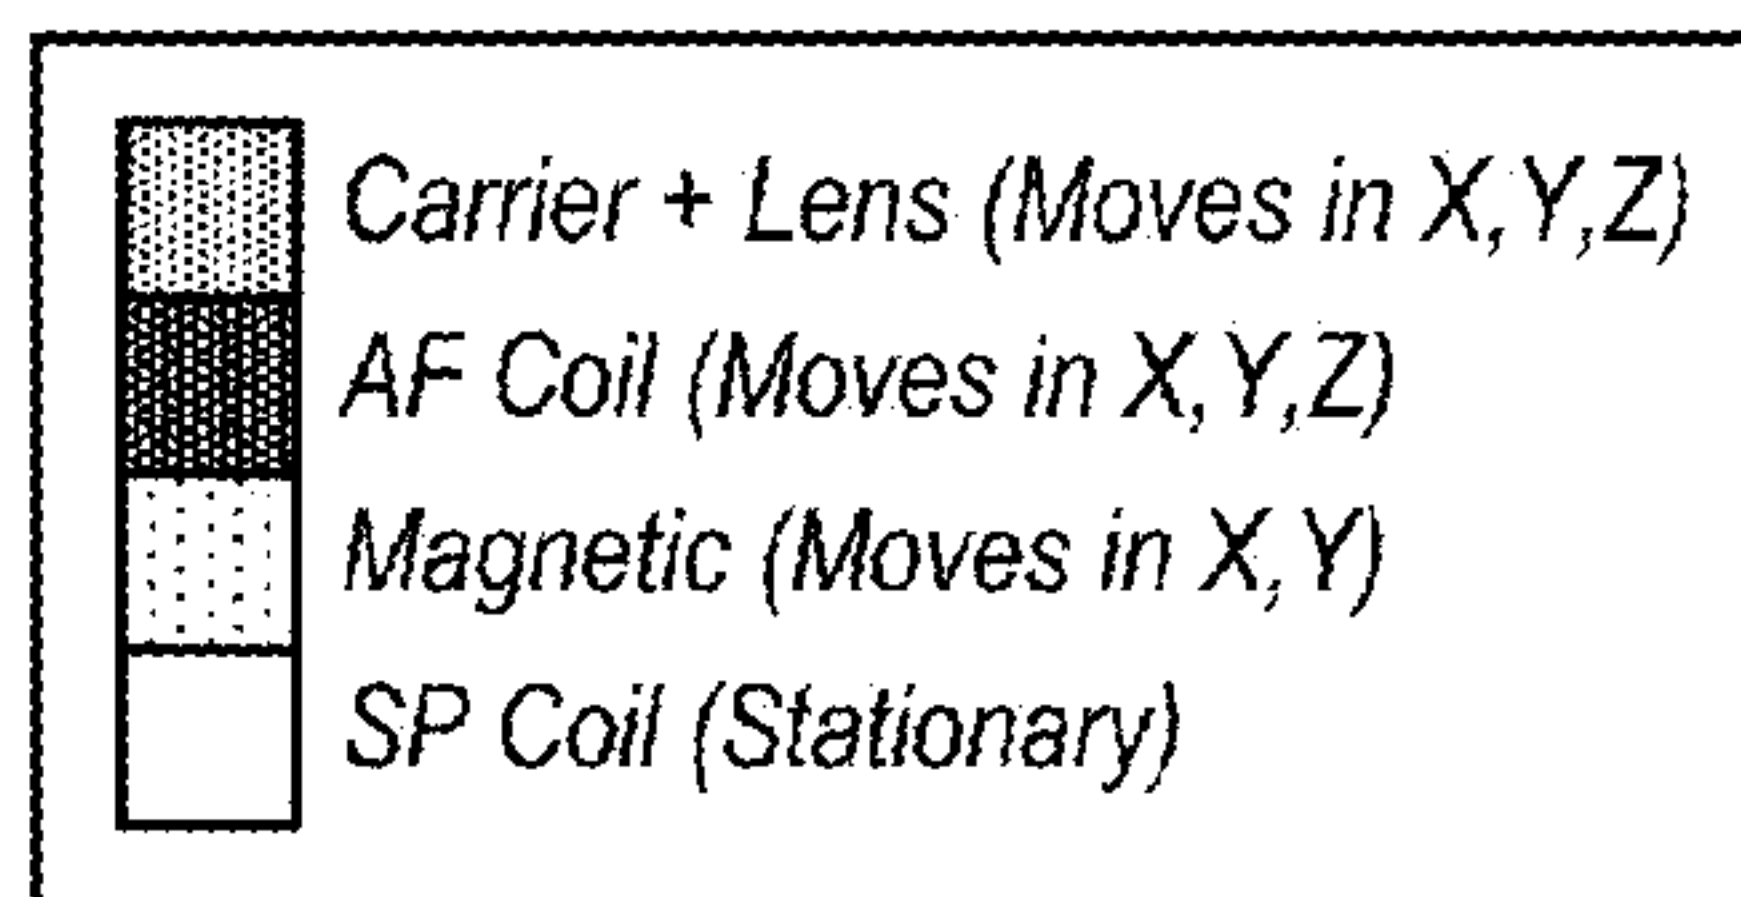 Carrier + Lens (Moves in X,Y,Z)
AF Coil (Moves in X,Y,Z)
Magnetic (Moves in X,Y)
SP Coil (Stationary)